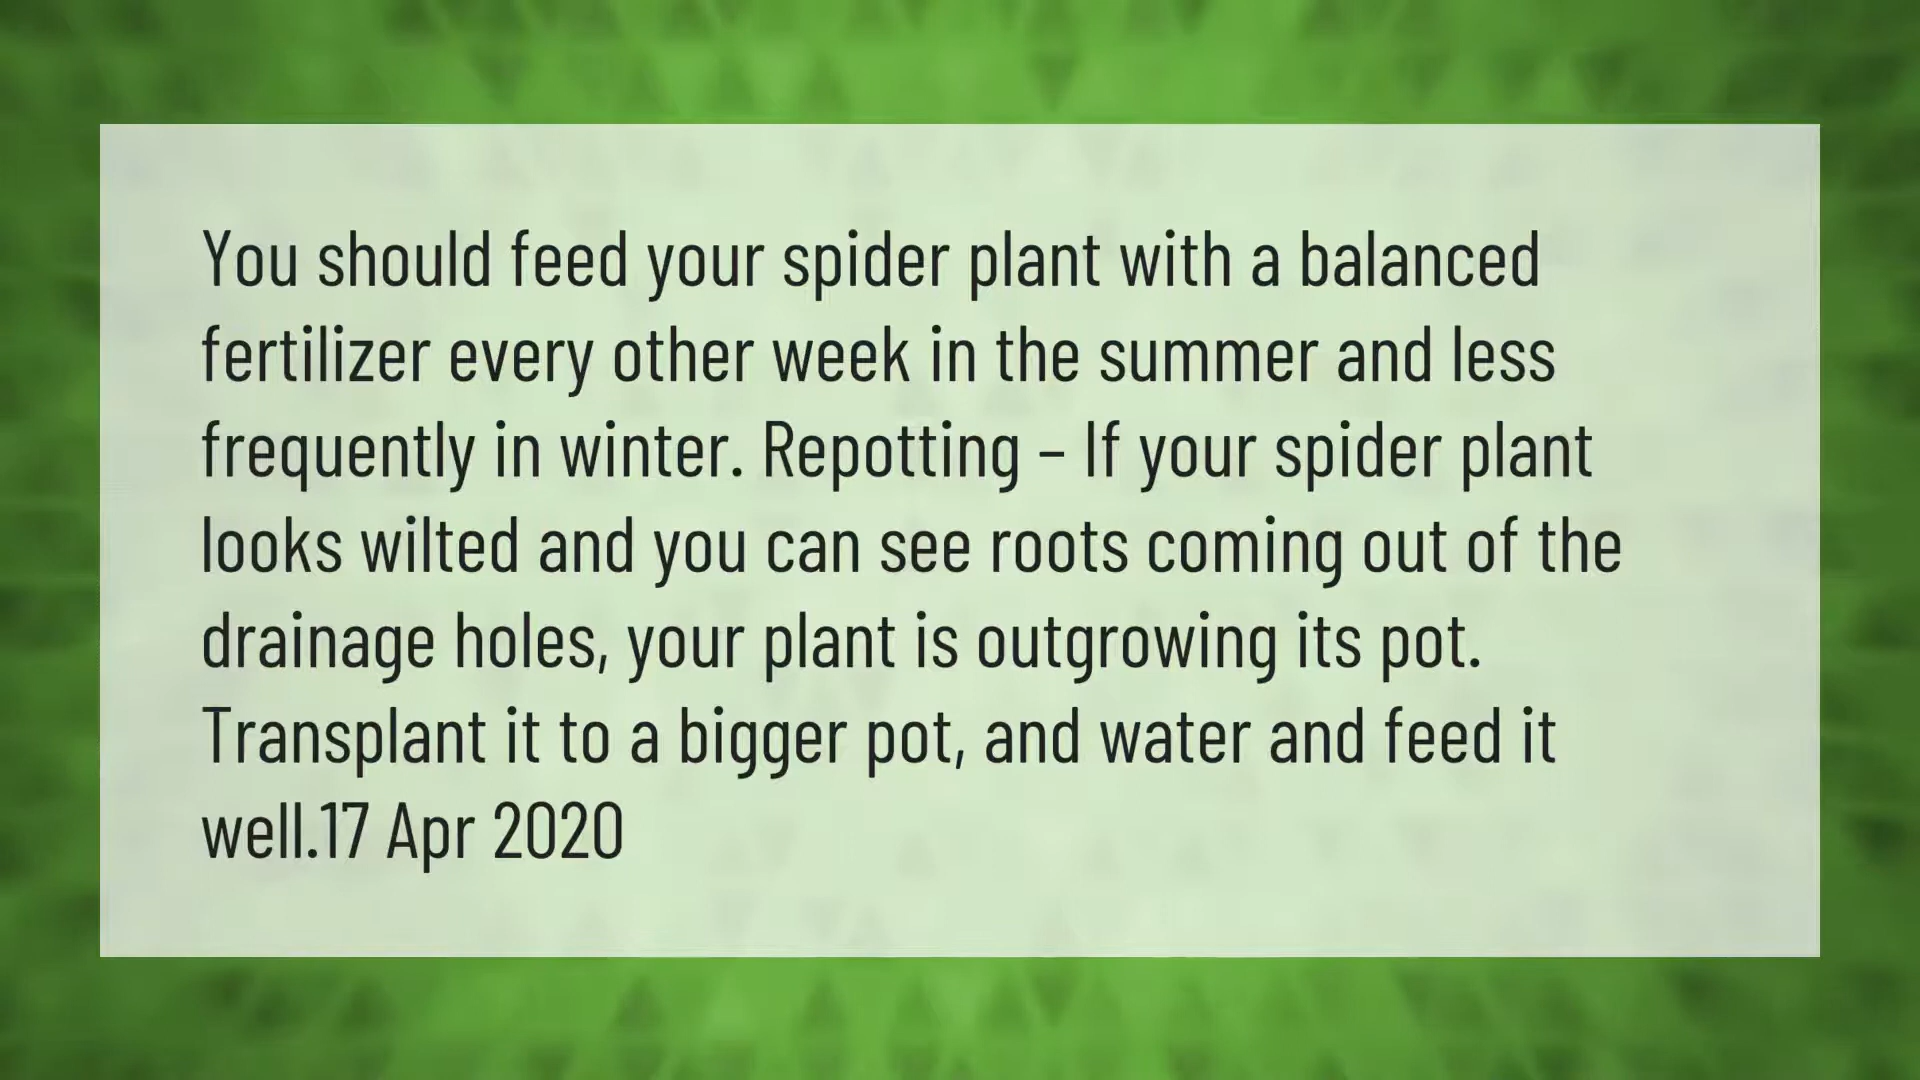 You should feed your spider plant with a balanced
fertilizer every other week in the summer and less
frequently in winter. Repotting – If your spider plant
looks wilted and you can see roots coming out of the
drainage holes, your plant is outgrowing its pot.
Transplant it to a bigger pot, and water and feed it
well.17 Apr 2020